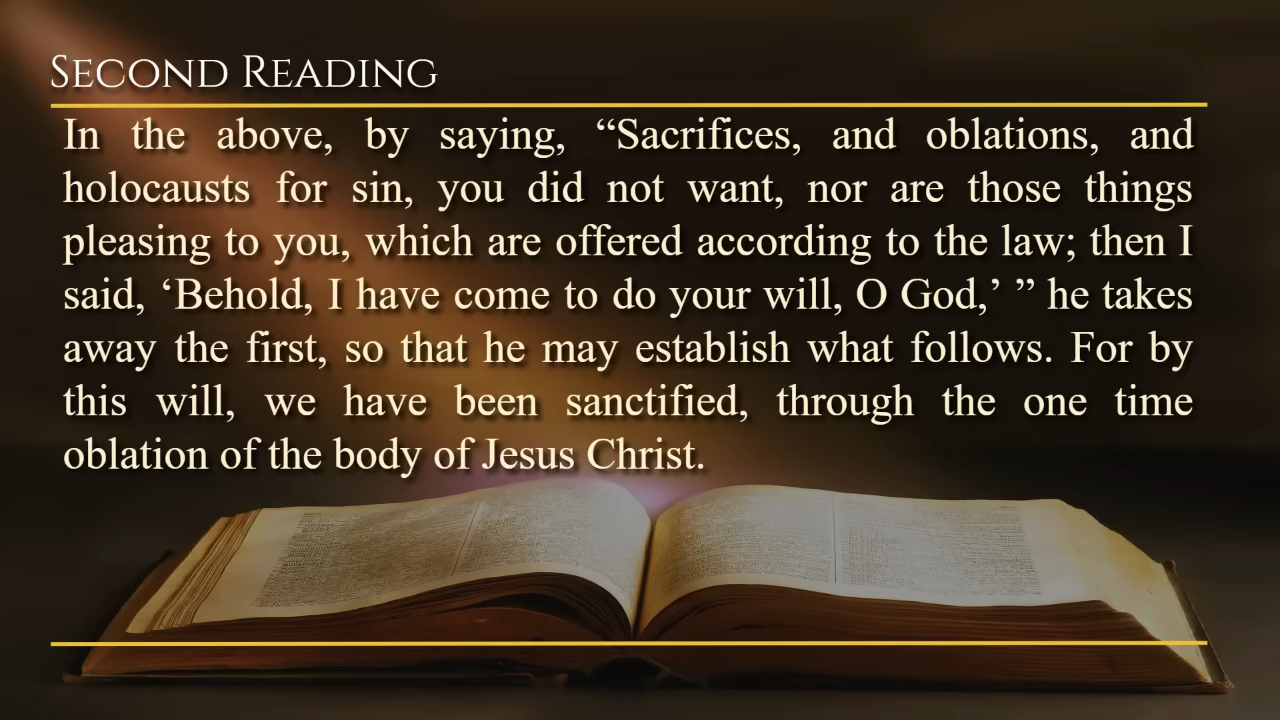 SECOND READING
In the above, by saying, “Sacrifices, and oblations, and
holocausts for sin, you did not want, nor are those things
pleasing to you, which are offered according to the law; then I
said, ‘Behold, I have come to do your will, O God,’ ” he takes
away the first, so that he may establish what follows. For by
this will, we have been sanctified, through the one time
oblation of the body of Jesus Christ.